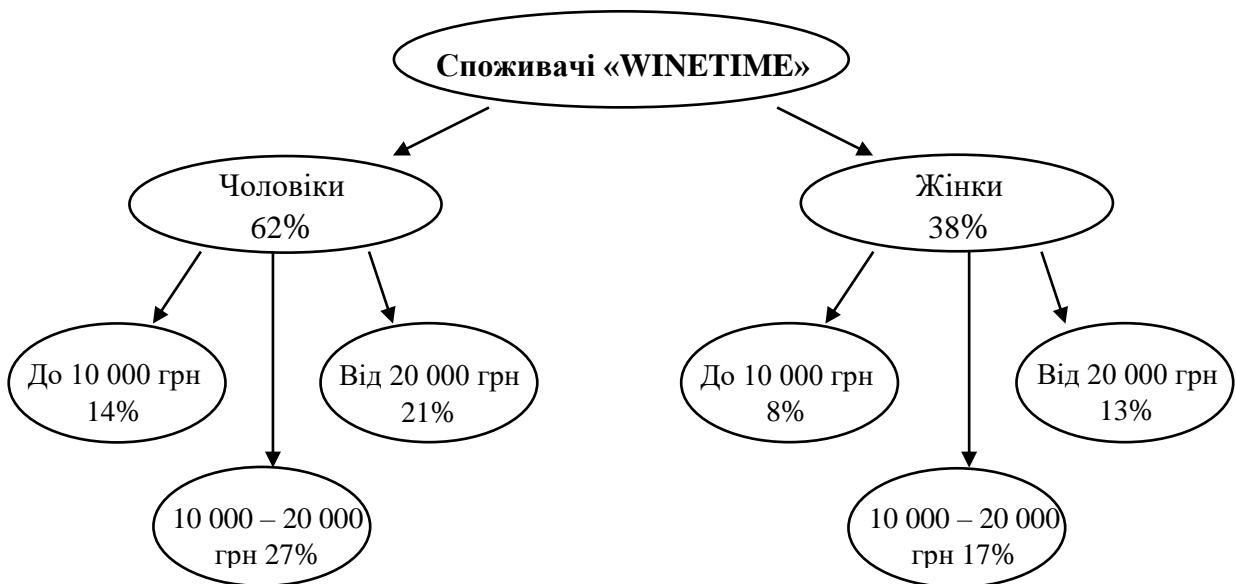 Споживачі «WINETIME»
Чоловіки
62%
Жінки
38%
До 10 000 грн
14%
Від 20 000 грн
21%
10 000 – 20 000
грн 27%
До 10 000 грн
8%
Від 20 000 грн
13%
10 000 – 20 000
грн 17%